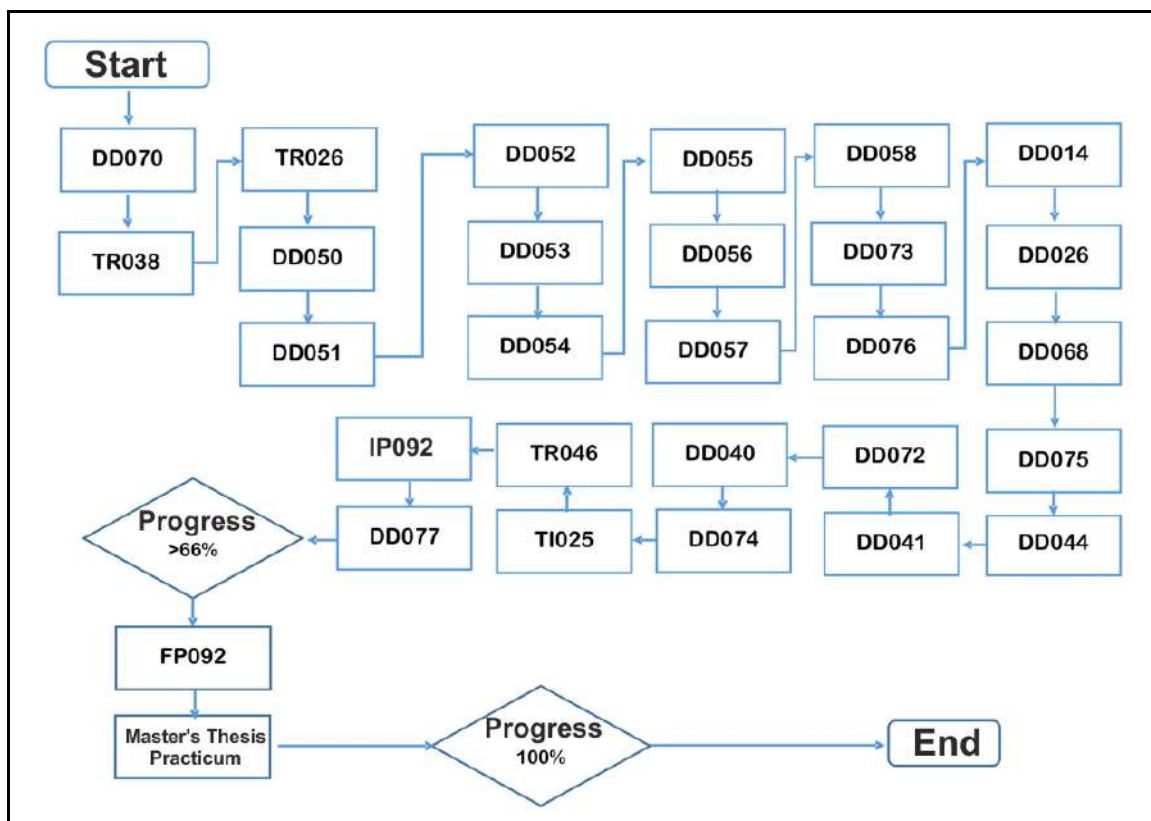 Start
DD070
TR038
TR026
DD050
DD051
DD052
DD053
DD054
DD055
DD056
DD057
DD058
DD073
DD076
DD014
DD026
DD068
DD075
DD044
DD041
DD072
DD040
DD074
TI025
TR046
IP092
DD077
Progress
>66%
FP092
Master's Thesis
Practicum
Progress
100%
End